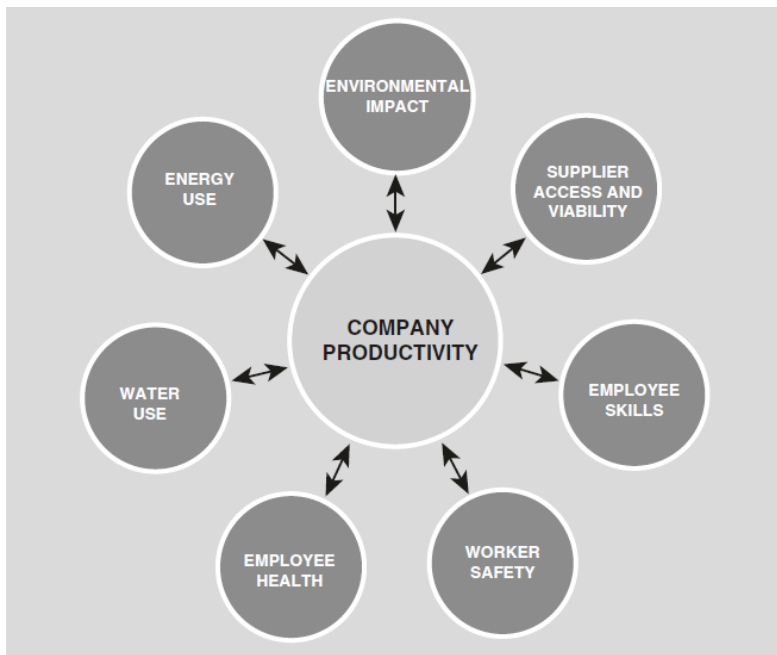 ENVIRONMENTAL
IMPACT
SUPPLIER
ACCESS AND
VIABILITY
ENERGY
USE
COMPANY
PRODUCTIVITY
EMPLOYEE
SKILLS
WATER
USE
WORKER
SAFETY
EMPLOYEE
HEALTH